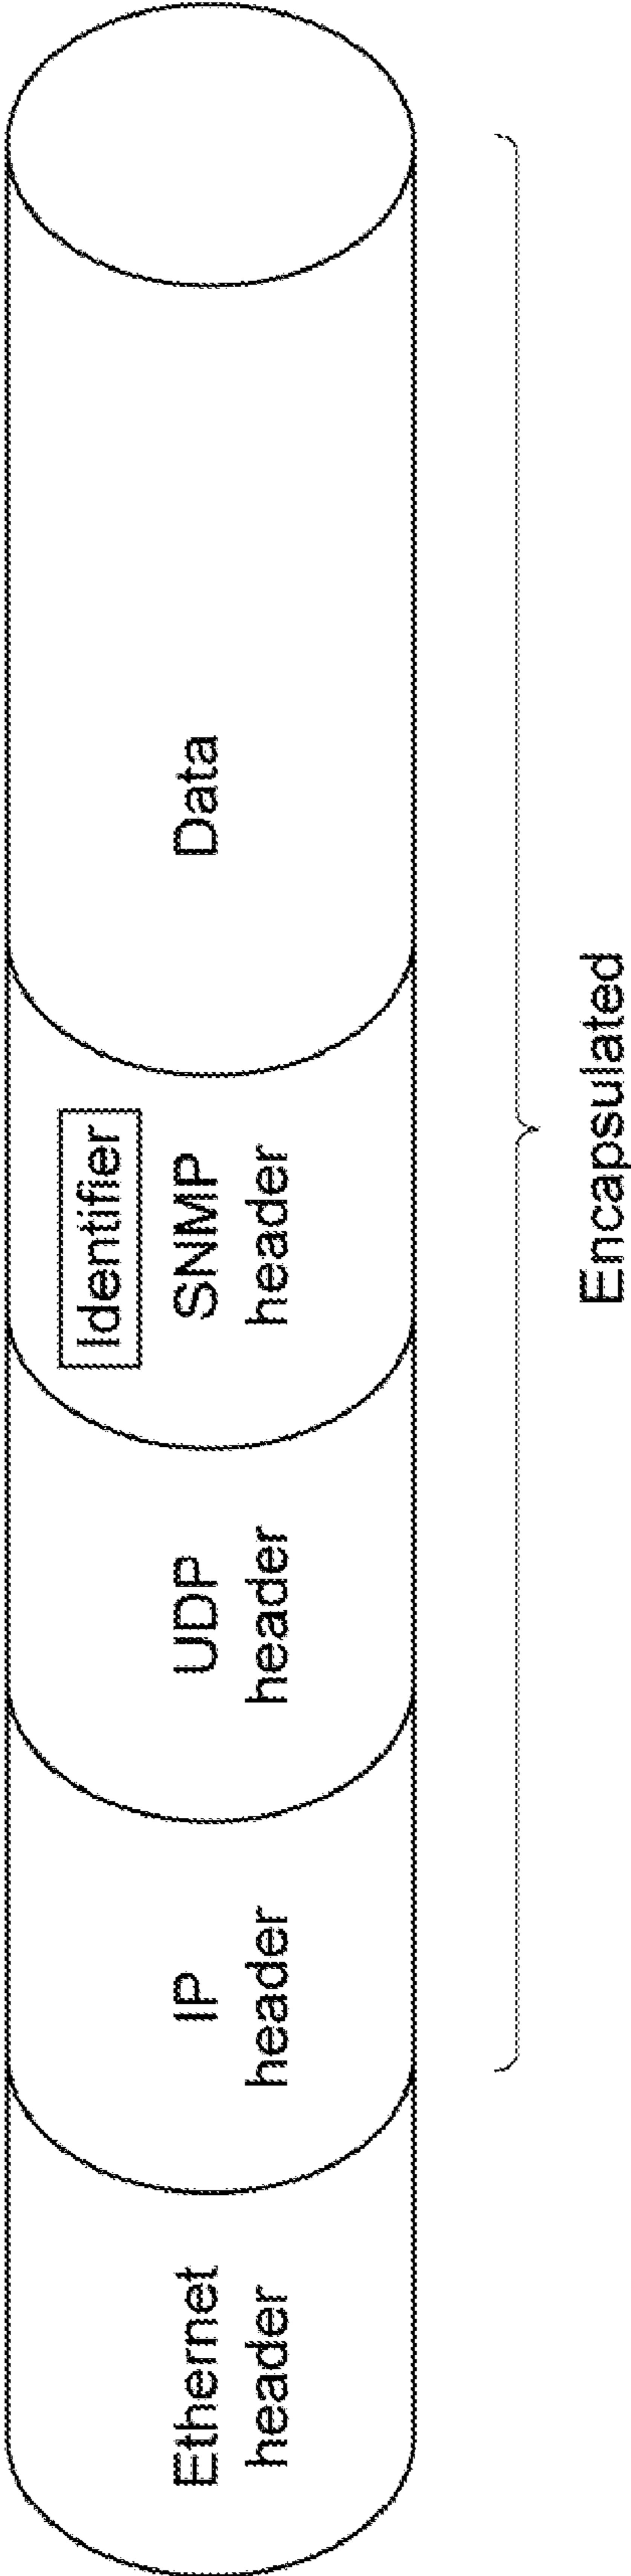 Ethernet
header
IP
header
UDP
header
Identifier
SNMP
header
Data
Encapsulated